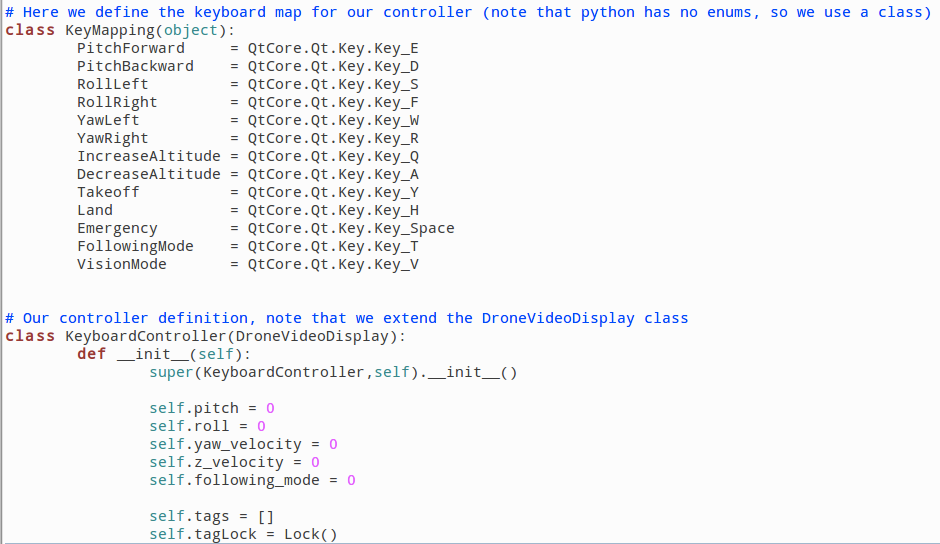 # Here we define the keyboard map for our controller (note that python has no enums, so we use a class)
class KeyMapping(object):
        PitchForward     = QtCore.Qt.Key.Key_E
        PitchBackward    = QtCore.Qt.Key.Key_D
        RollLeft         = QtCore.Qt.Key.Key_S
        RollRight        = QtCore.Qt.Key.Key_F
        YawLeft          = QtCore.Qt.Key.Key_W
        YawRight         = QtCore.Qt.Key.Key_R
        IncreaseAltitude = QtCore.Qt.Key.Key_Q
        DecreaseAltitude = QtCore.Qt.Key.Key_A
        Takeoff          = QtCore.Qt.Key.Key_Y
        Land             = QtCore.Qt.Key.Key_H
        Emergency        = QtCore.Qt.Key.Key_Space
        FollowingMode    = QtCore.Qt.Key.Key_T
        VisionMode       = QtCore.Qt.Key.Key_V


# Our controller definition, note that we extend the DroneVideoDisplay class
class KeyboardController(DroneVideoDisplay):
        def __init__(self):
                super(KeyboardController,self).__init__()

                self.pitch = 0
                self.roll = 0
                self.yaw_velocity = 0
                self.z_velocity = 0
                self.following_mode = 0

                self.tags = []
                self.tagLock = Lock()